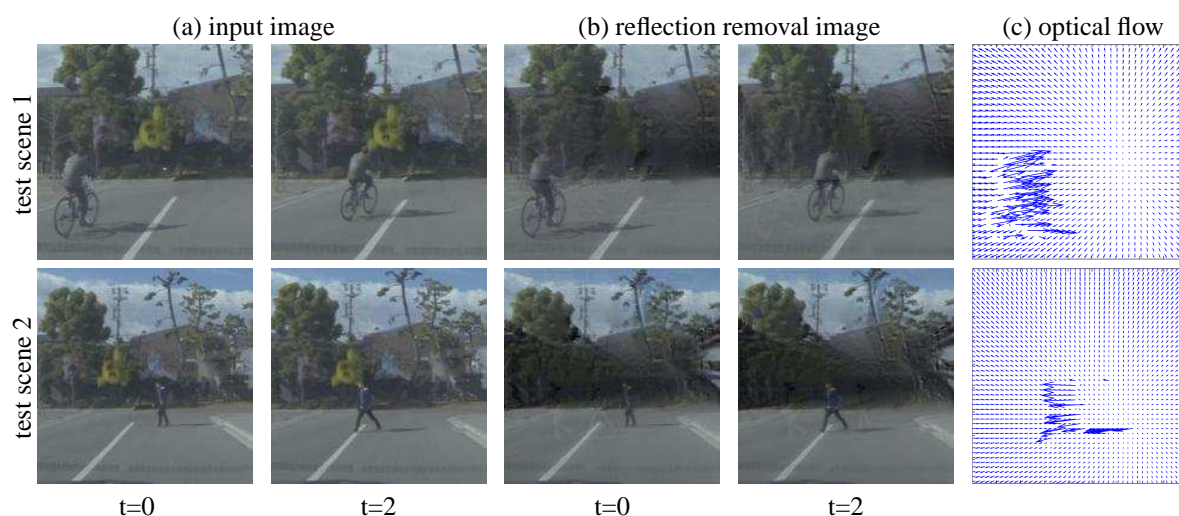 (a) input image
(b) reflection removal image
(c) optical flow
test scene 1
test scene 2
t=0
t=2
t=0
t=2